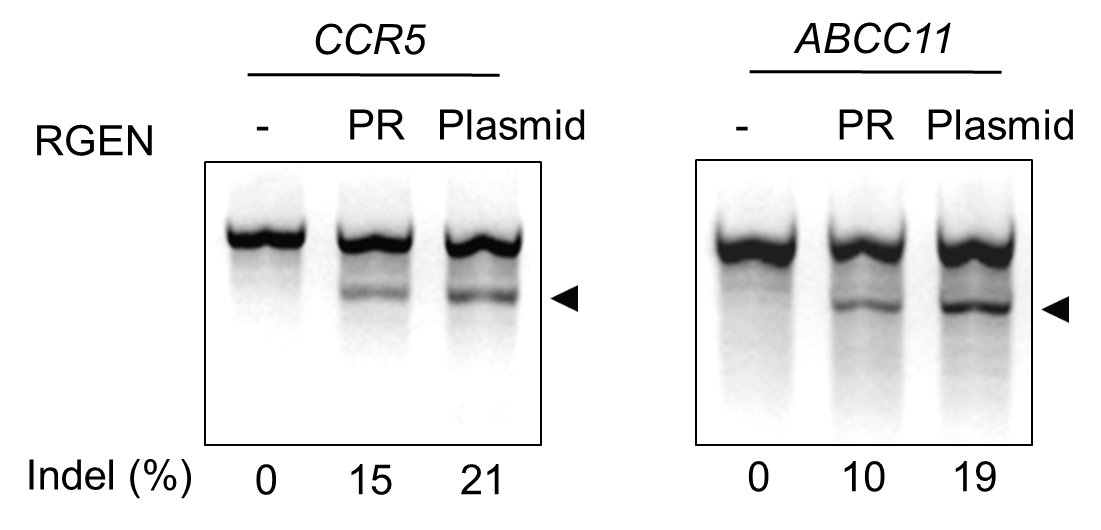 CCR5 ABCC11
RGEN - PR Plasmid - PR Plasmid
Indel (%) 0 15 21 0 10 19